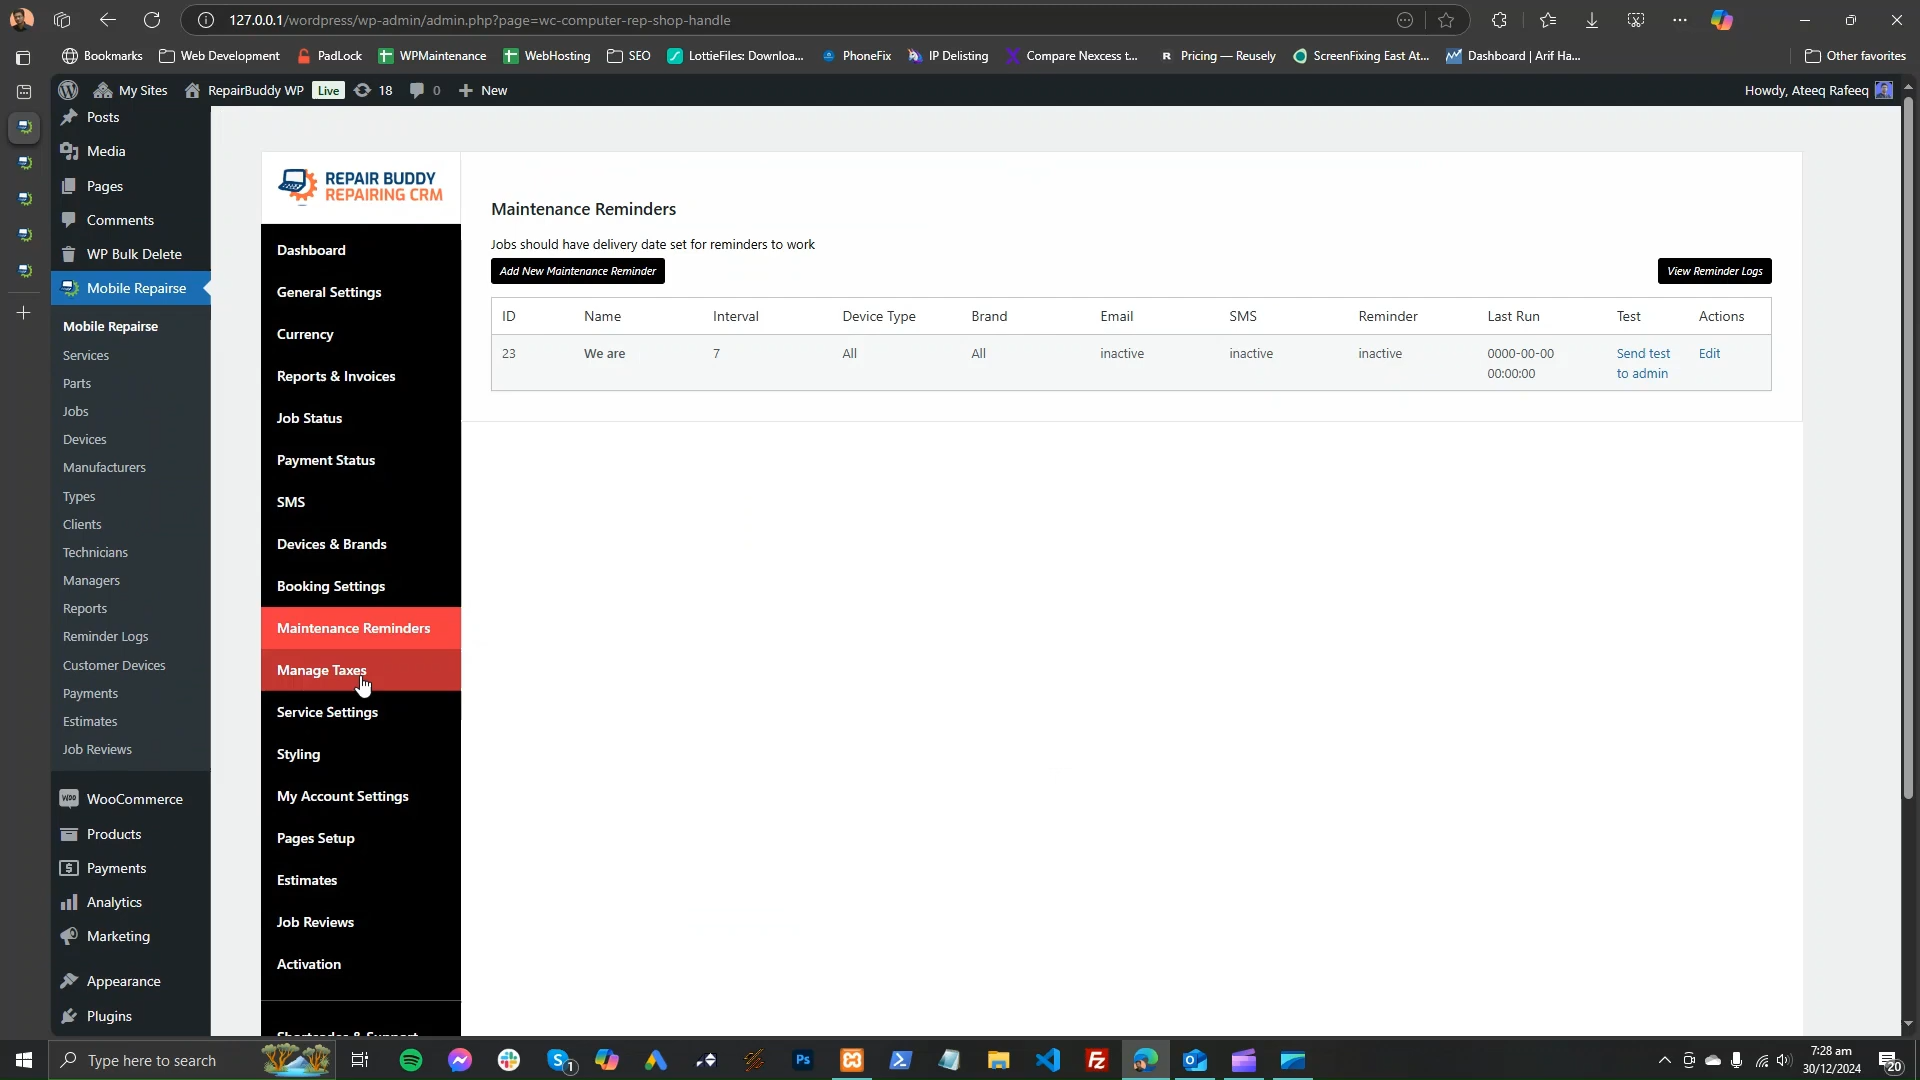 127.0.0.1/wordpress/wp-admin/admin.php?page=wc-computer-rep-shop-handle
Bookmarks
Web Development
PadLock
WPMaintenance
WebHosting
SEO
LottieFiles: Downloa...
PhoneFix
IP Delisting
Compare Nexcess t...
Pricing — Reusely
ScreenFixing East At...
Dashboard | Arif Ha...
Other favorites
My Sites
RepairBuddy WP
Live
18
0
New
Howdy, Ateeq Rafeeq
Posts
Media
Pages
Comments
WP Bulk Delete
Mobile Repairse
Mobile Repairse
Services
Parts
Jobs
Devices
Manufacturers
Types
Clients
Technicians
Managers
Reports
Reminder Logs
Customer Devices
Payments
Estimates
Job Reviews
WooCommerce
Products
Payments
Analytics
Marketing
Appearance
Plugins
REPAIR BUDDY
REPAIRING CRM
Dashboard
General Settings
Currency
Reports & Invoices
Job Status
Payment Status
SMS
Devices & Brands
Booking Settings
Maintenance Reminders
Manage Taxes
Service Settings
Styling
My Account Settings
Pages Setup
Estimates
Job Reviews
Activation
Shortcodes & Support
Maintenance Reminders
Jobs should have delivery date set for reminders to work
Add New Maintenance Reminder
View Reminder Logs
ID Name Interval Device Type Brand Email SMS Reminder Last Run Test Actions
23 We are 7 All All inactive inactive inactive 0000-00-00 Send test Edit
00:00:00 to admin
Type here to search
7:28 am
30/12/2024
20